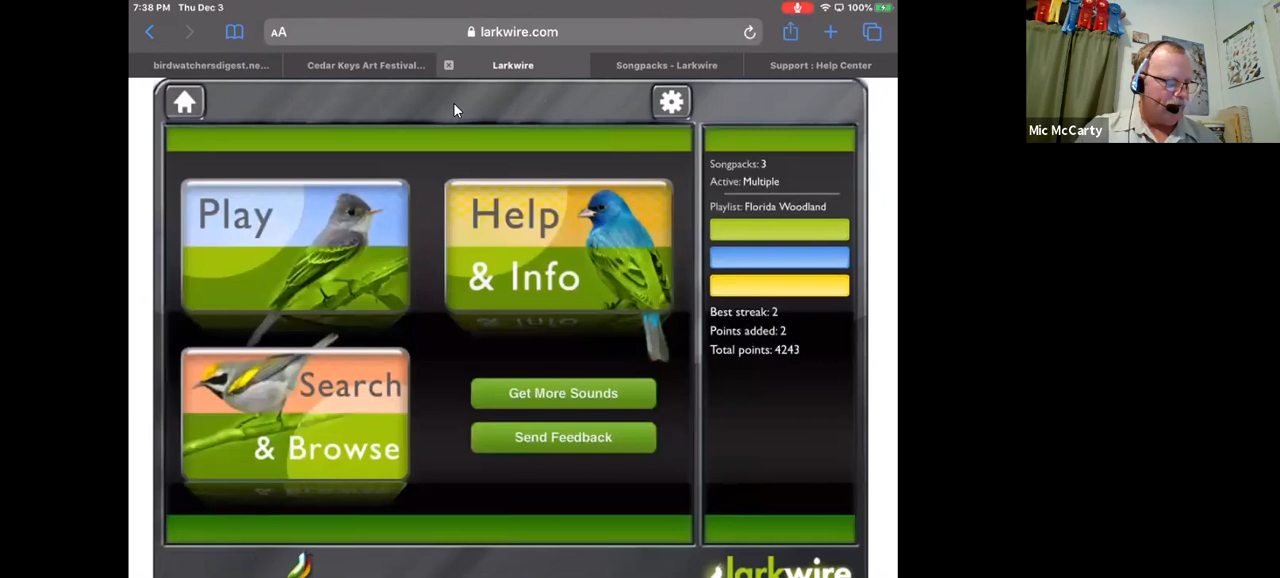 7:38 PM Thu Dec 3
100%
AA
larkwire.com
birdwatchersdigest.ne...
Cedar Keys Art Festival...
Larkwire
Songpacks - Larkwire
Support : Help Center
Mic McCarty
Play
Help
& Info
Search
& Browse
Get More Sounds
Send Feedback
Songpacks: 3
Active: Multiple
Playlist: Florida Woodland
Best streak: 2
Points added: 2
Total points: 4243
larkwire